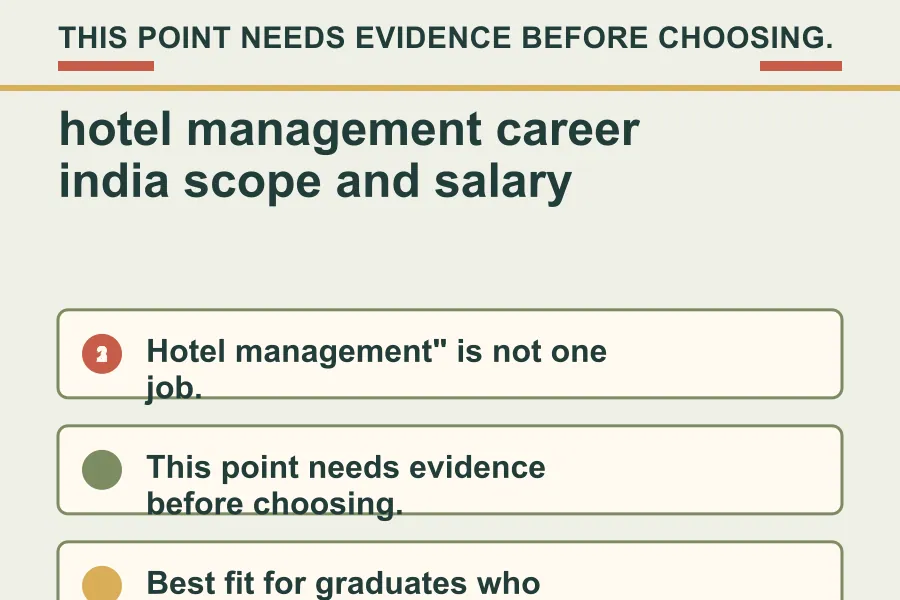 THIS POINT NEEDS EVIDENCE BEFORE CHOOSING.
hotel management career
india scope and salary
Hotel management" is not one
job.
This point needs evidence
before choosing.
Best fit for graduates who